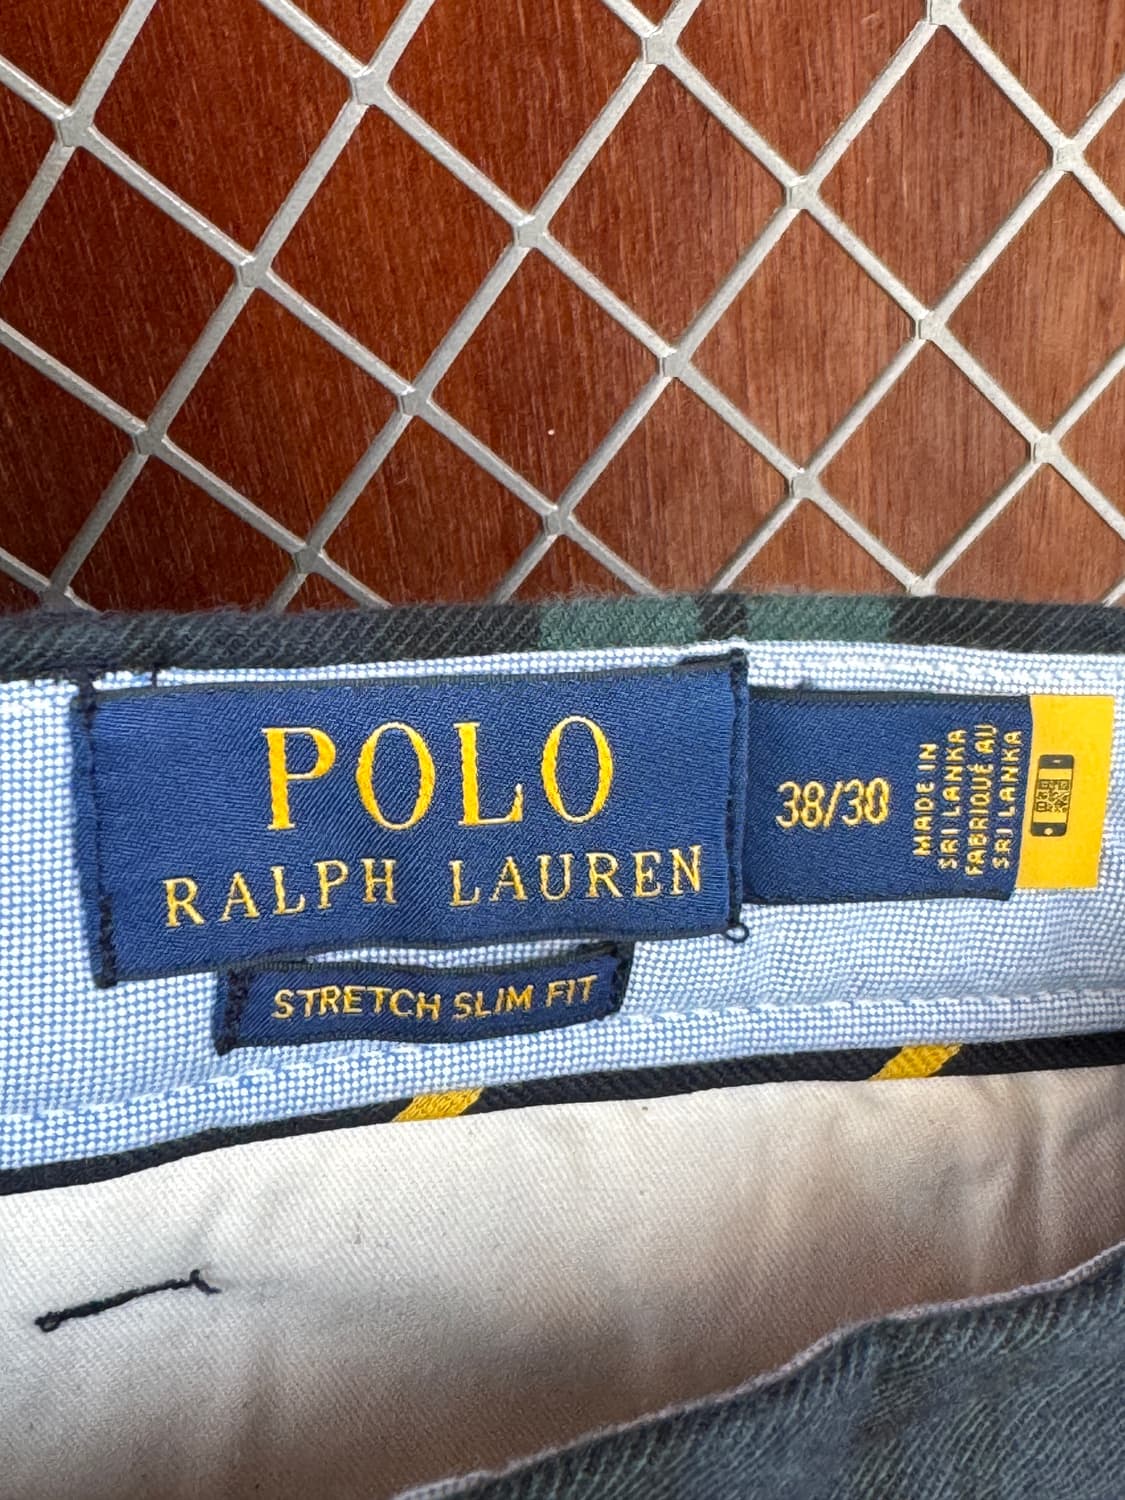 POLO
RALPH LAUREN
STRETCH SLIM FIT
38/30
MADE IN
SRI LANKA
FABRIQUÉ AU
SRI LANKA